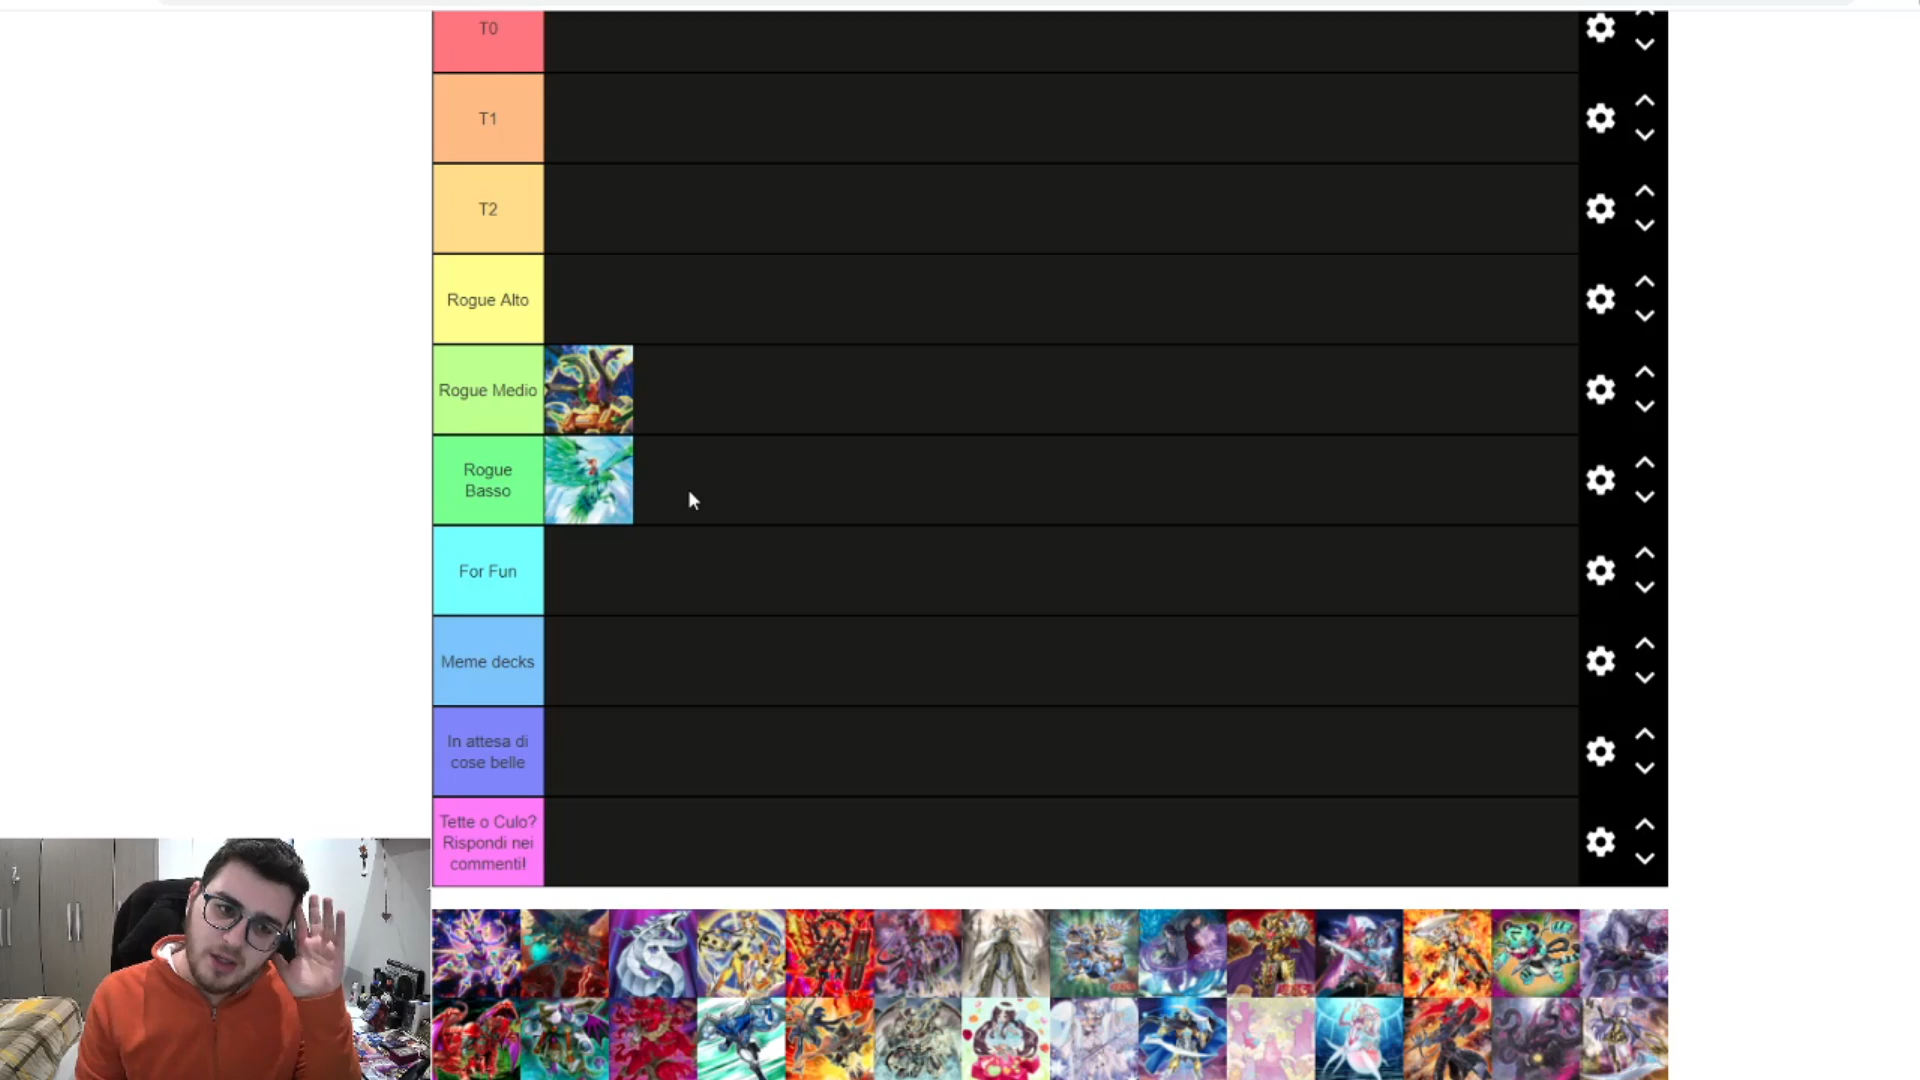 T0
T1
T2
Rogue Alto
Rogue Medio
Rogue
Basso
For Fun
Meme decks
In attesa di
cose belle
Tette o Culo?
Rispondi nei
commenti!